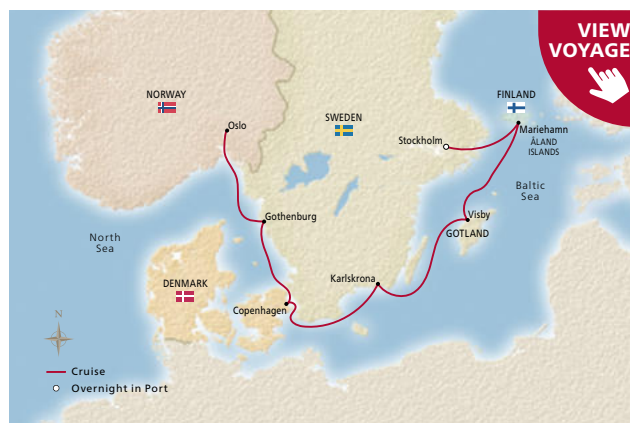 VIEW
VOYAGE
NORWAY
FINLAND
Oslo
SWEDEN
Mariehamn
Stockholm
ÅLAND
ISLANDS
Baltic
Sea
Gothenburg
Visby
North
Sea
GOTLAND
Karlskrona
DENMARK
Copenhagen
N
Cruise
Overnight in Port